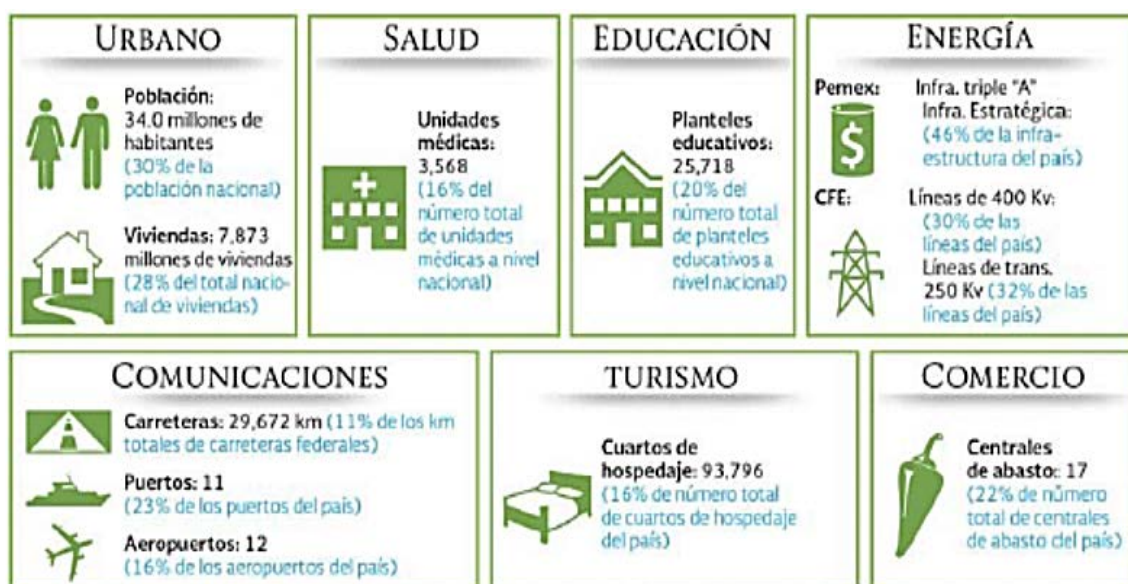 URBANO
Población:
34.0 millones de
habitantes
(30% de la
población nacional)
Viviendas: 7,873
millones de viviendas
(28% del total nacio-
nal de viviendas)
SALUD
Unidades
médicas:
3,568
(16% del
número total
de unidades
médicas a nivel
nacional)
EDUCACIÓN
Planteles
educativos:
25,718
(20% del
número total
de planteles
educativos a
nivel nacional)
ENERGÍA
Pemex: Infra. triple "A"
Infra. Estratégica:
(46% de la infra-
estructura del país)
$
CFE: Líneas de 400 Kv:
(30% de las
líneas del país)
Líneas de trans.
250 Kv (32% de las
líneas del país)
COMUNICACIONES
Carreteras: 29,672 km (11% de los km
totales de carreteras federales)
Puertos: 11
(23% de los puertos del país)
Aeropuertos: 12
(16% de los aeropuertos del país)
TURISMO
Cuartos de
hospedaje: 93,796
(16% de número total
de cuartos de hospedaje
del país)
COMERCIO
Centrales
de abasto: 17
(22% de número
total de centrales
de abasto del país)